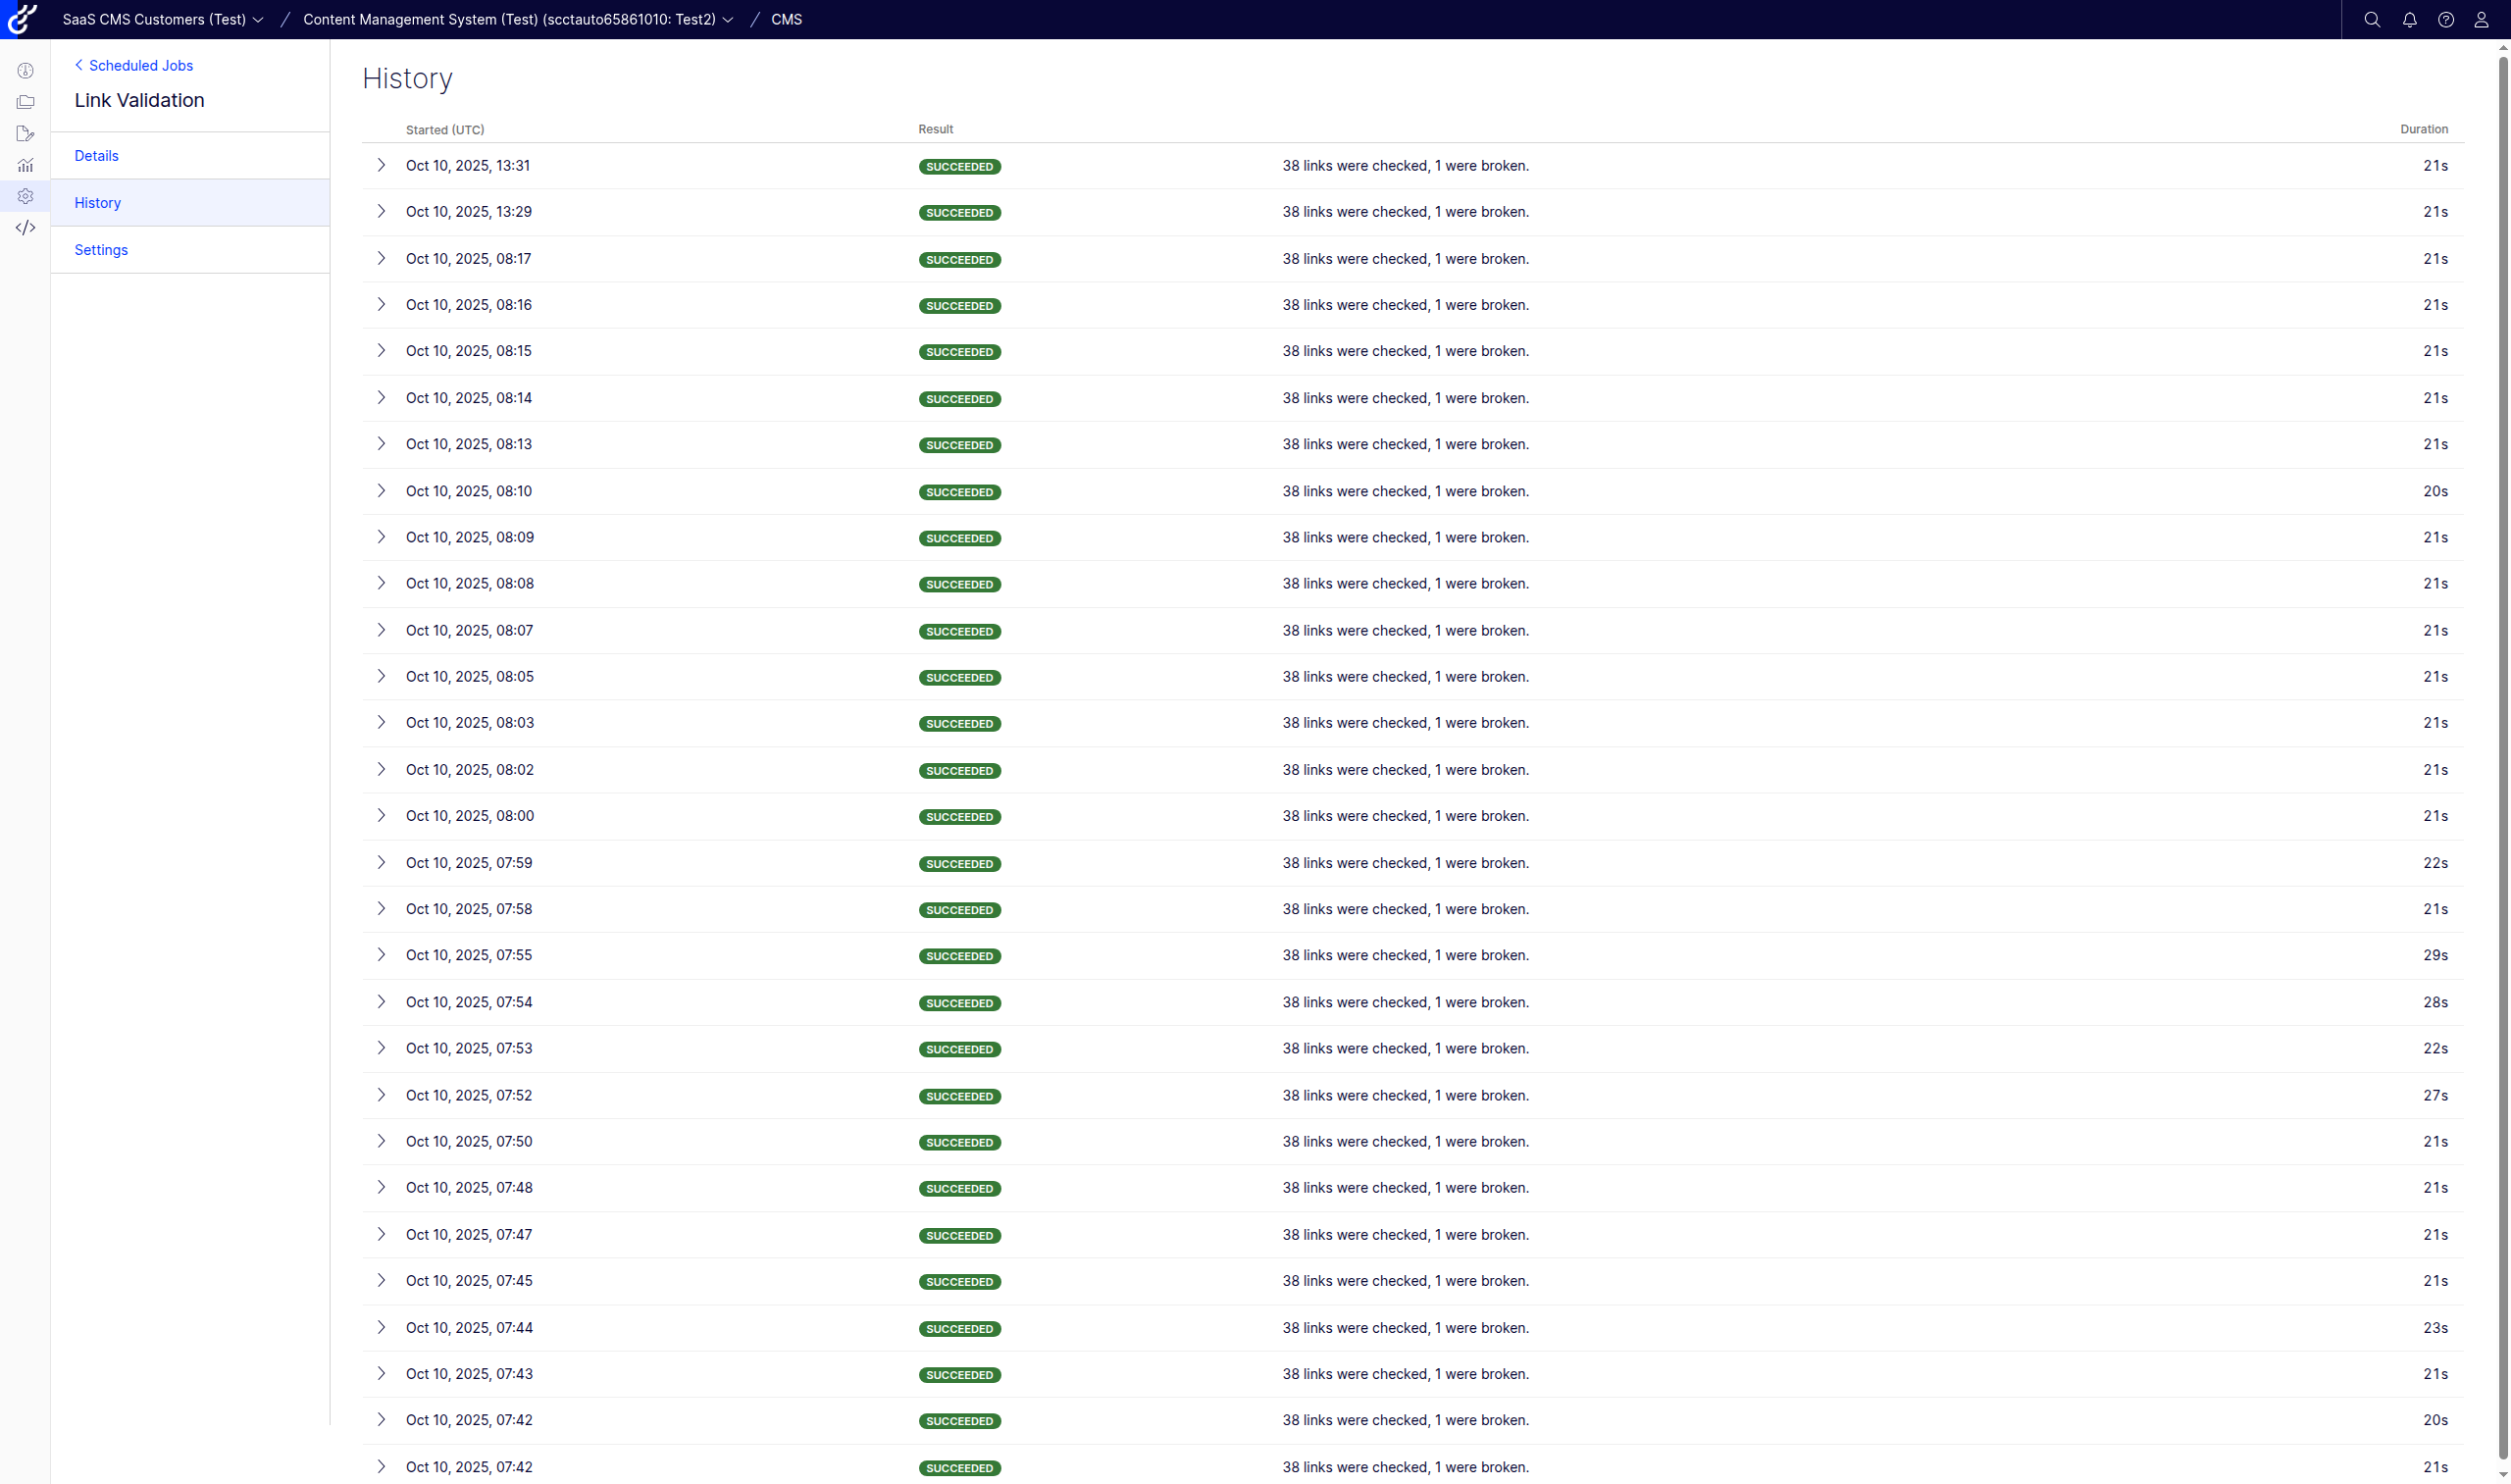 SaaS CMS Customers (Test) / Content Management System (Test) (scctauto65861010: Test2) / CMS
Scheduled Jobs
Link Validation
Details
History
Settings
History
Started (UTC) Result Duration
Oct 10, 2025, 13:31 SUCCEEDED 38 links were checked, 1 were broken. 21s
Oct 10, 2025, 13:29 SUCCEEDED 38 links were checked, 1 were broken. 21s
Oct 10, 2025, 08:17 SUCCEEDED 38 links were checked, 1 were broken. 21s
Oct 10, 2025, 08:16 SUCCEEDED 38 links were checked, 1 were broken. 21s
Oct 10, 2025, 08:15 SUCCEEDED 38 links were checked, 1 were broken. 21s
Oct 10, 2025, 08:14 SUCCEEDED 38 links were checked, 1 were broken. 21s
Oct 10, 2025, 08:13 SUCCEEDED 38 links were checked, 1 were broken. 21s
Oct 10, 2025, 08:10 SUCCEEDED 38 links were checked, 1 were broken. 20s
Oct 10, 2025, 08:09 SUCCEEDED 38 links were checked, 1 were broken. 21s
Oct 10, 2025, 08:08 SUCCEEDED 38 links were checked, 1 were broken. 21s
Oct 10, 2025, 08:07 SUCCEEDED 38 links were checked, 1 were broken. 21s
Oct 10, 2025, 08:05 SUCCEEDED 38 links were checked, 1 were broken. 21s
Oct 10, 2025, 08:03 SUCCEEDED 38 links were checked, 1 were broken. 21s
Oct 10, 2025, 08:02 SUCCEEDED 38 links were checked, 1 were broken. 21s
Oct 10, 2025, 08:00 SUCCEEDED 38 links were checked, 1 were broken. 21s
Oct 10, 2025, 07:59 SUCCEEDED 38 links were checked, 1 were broken. 22s
Oct 10, 2025, 07:58 SUCCEEDED 38 links were checked, 1 were broken. 21s
Oct 10, 2025, 07:55 SUCCEEDED 38 links were checked, 1 were broken. 29s
Oct 10, 2025, 07:54 SUCCEEDED 38 links were checked, 1 were broken. 28s
Oct 10, 2025, 07:53 SUCCEEDED 38 links were checked, 1 were broken. 22s
Oct 10, 2025, 07:52 SUCCEEDED 38 links were checked, 1 were broken. 27s
Oct 10, 2025, 07:50 SUCCEEDED 38 links were checked, 1 were broken. 21s
Oct 10, 2025, 07:48 SUCCEEDED 38 links were checked, 1 were broken. 21s
Oct 10, 2025, 07:47 SUCCEEDED 38 links were checked, 1 were broken. 21s
Oct 10, 2025, 07:45 SUCCEEDED 38 links were checked, 1 were broken. 21s
Oct 10, 2025, 07:44 SUCCEEDED 38 links were checked, 1 were broken. 23s
Oct 10, 2025, 07:43 SUCCEEDED 38 links were checked, 1 were broken. 21s
Oct 10, 2025, 07:42 SUCCEEDED 38 links were checked, 1 were broken. 20s
Oct 10, 2025, 07:42 SUCCEEDED 38 links were checked, 1 were broken. 21s